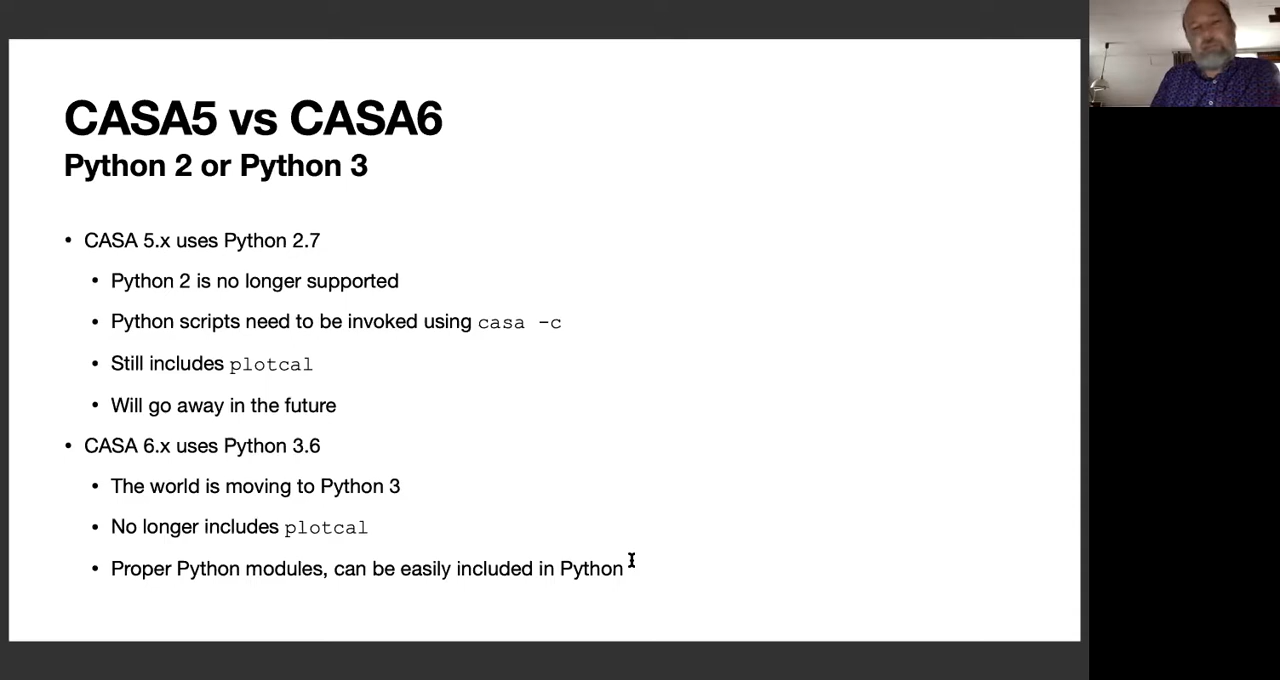 CASA5 vs CASA6
Python 2 or Python 3
• CASA 5.x uses Python 2.7
• Python 2 is no longer supported
• Python scripts need to be invoked using casa -c
• Still includes plotcal
• Will go away in the future
• CASA 6.x uses Python 3.6
• The world is moving to Python 3
• No longer includes plotcal
• Proper Python modules, can be easily included in Python